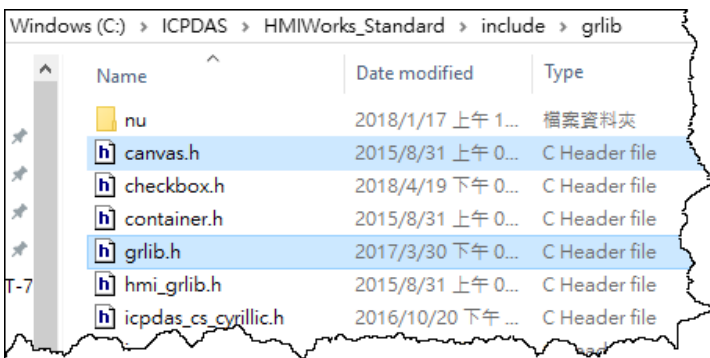 Windows (C:) > ICPDAS > HMIWorks_Standard > include > grlib
Name Date modified Type
nu 2018/1/17 上午 1... 檔案資料夾
canvas.h 2015/8/31 上午 0... C Header file
checkbox.h 2018/4/19 下午 0... C Header file
container.h 2015/8/31 上午 0... C Header file
grlib.h 2017/3/30 下午 0... C Header file
T-7
hmi_grlib.h 2015/8/31 上午 0... C Header file
icpdas_cs_cyrillic.h 2016/10/20 下午 ... C Header file